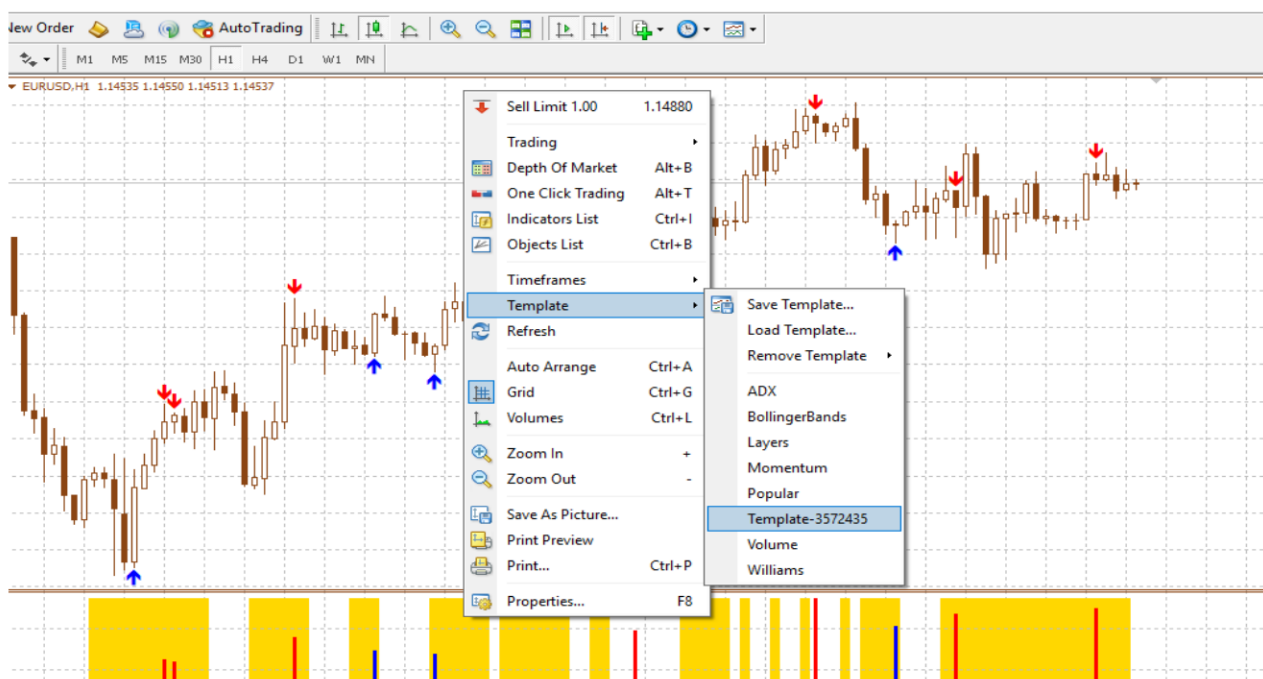 New Order AutoTrading
M1 M5 M15 M30 H1 H4 D1 W1 MN
EURUSD,H1 1.14535 1.14550 1.14513 1.14537
Sell Limit 1.00 1.14880
Trading
Depth Of Market Alt+B
One Click Trading Alt+T
Indicators List Ctrl+I
Objects List Ctrl+B
Timeframes
Template
Refresh
Auto Arrange Ctrl+A
Grid Ctrl+G
Volumes Ctrl+L
Zoom In +
Zoom Out -
Save As Picture...
Print Preview
Print... Ctrl+P
Properties... F8
Save Template...
Load Template...
Remove Template
ADX
BollingerBands
Layers
Momentum
Popular
Template-3572435
Volume
Williams